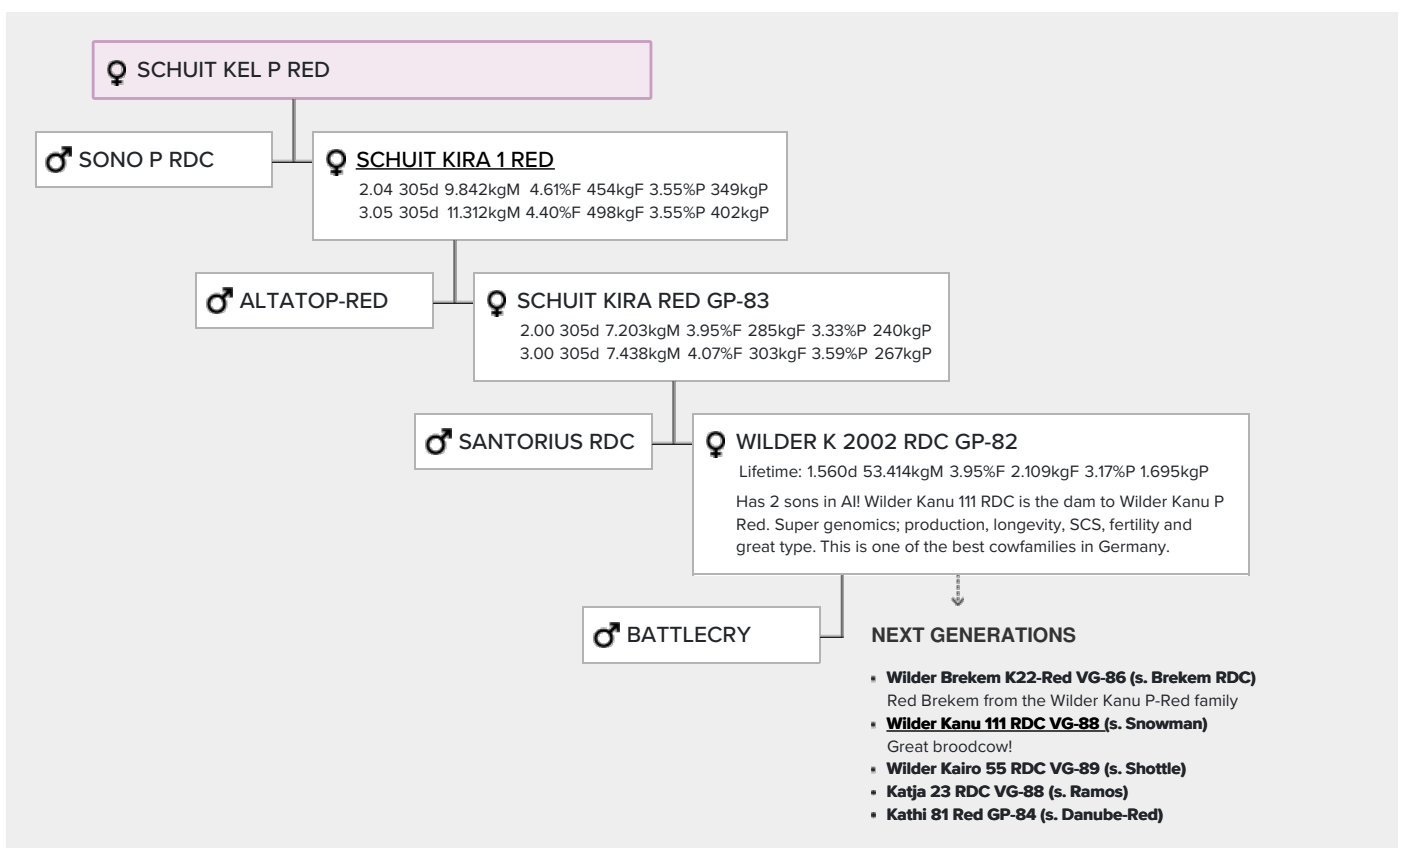 SCHUIT KEL P RED
SONO P RDC
SCHUIT KIRA 1 RED
2.04 305d 9.842kgM 4.61%F 454kgF 3.55%P 349kgP
3.05 305d 11.312kgM 4.40%F 498kgF 3.55%P 402kgP
ALTATOP-RED
SCHUIT KIRA RED GP-83
2.00 305d 7.203kgM 3.95%F 285kgF 3.33%P 240kgP
3.00 305d 7.438kgM 4.07%F 303kgF 3.59%P 267kgP
SANTORIUS RDC
WILDER K 2002 RDC GP-82
Lifetime: 1.560d 53.414kgM 3.95%F 2.109kgF 3.17%P 1.695kgP
Has 2 sons in AI! Wilder Kanu 111 RDC is the dam to Wilder Kanu P
Red. Super genomics; production, longevity, SCS, fertility and
great type. This is one of the best cowfamilies in Germany.
BATTLECRY
NEXT GENERATIONS
Wilder Brekem K22-Red VG-86 (s. Brekem RDC)
Red Brekem from the Wilder Kanu P-Red family
Wilder Kanu 111 RDC VG-88 (s. Snowman)
Great broodcow!
Wilder Kairo 55 RDC VG-89 (s. Shottle)
Katja 23 RDC VG-88 (s. Ramos)
Kathi 81 Red GP-84 (s. Danube-Red)